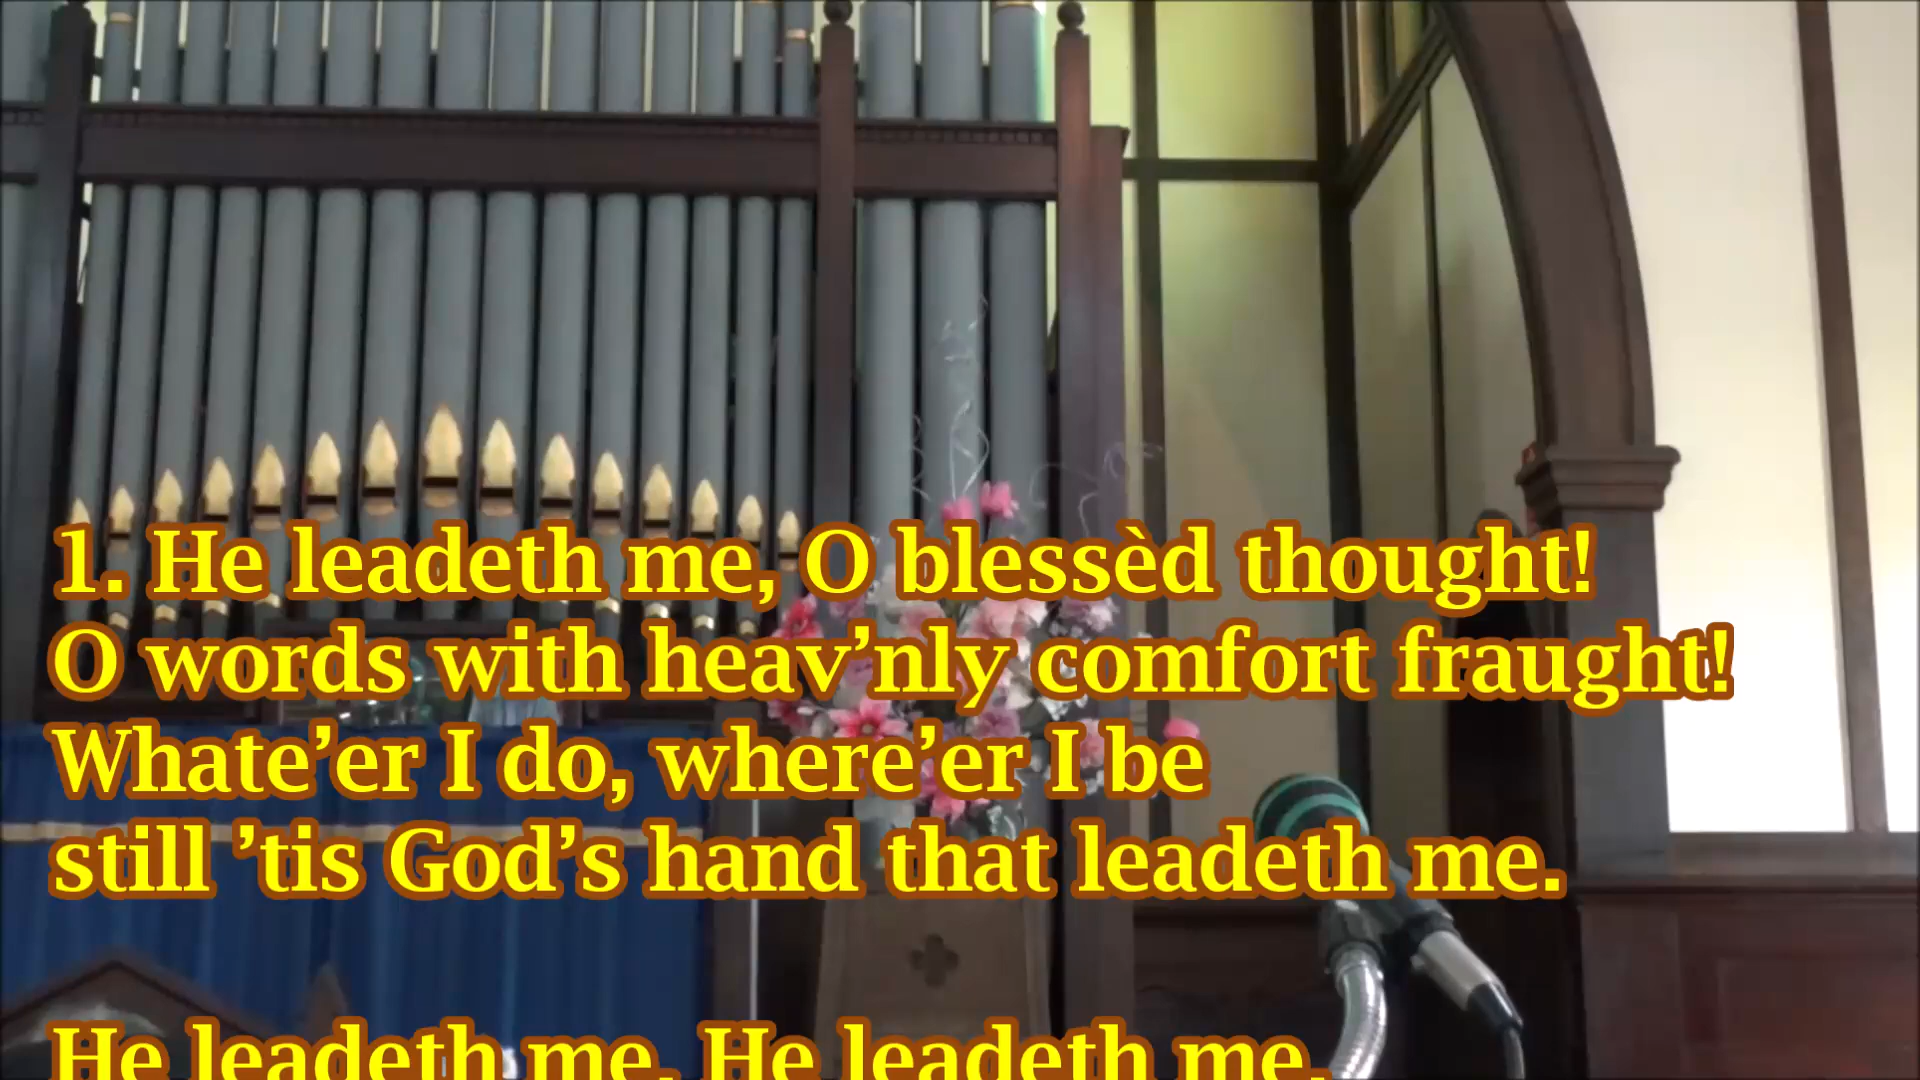 1. He leadeth me, O blessèd thought!
O words with heav’nly comfort fraught!
Whate’er I do, where’er I be
still ’tis God’s hand that leadeth me.
He leadeth me, He leadeth me,